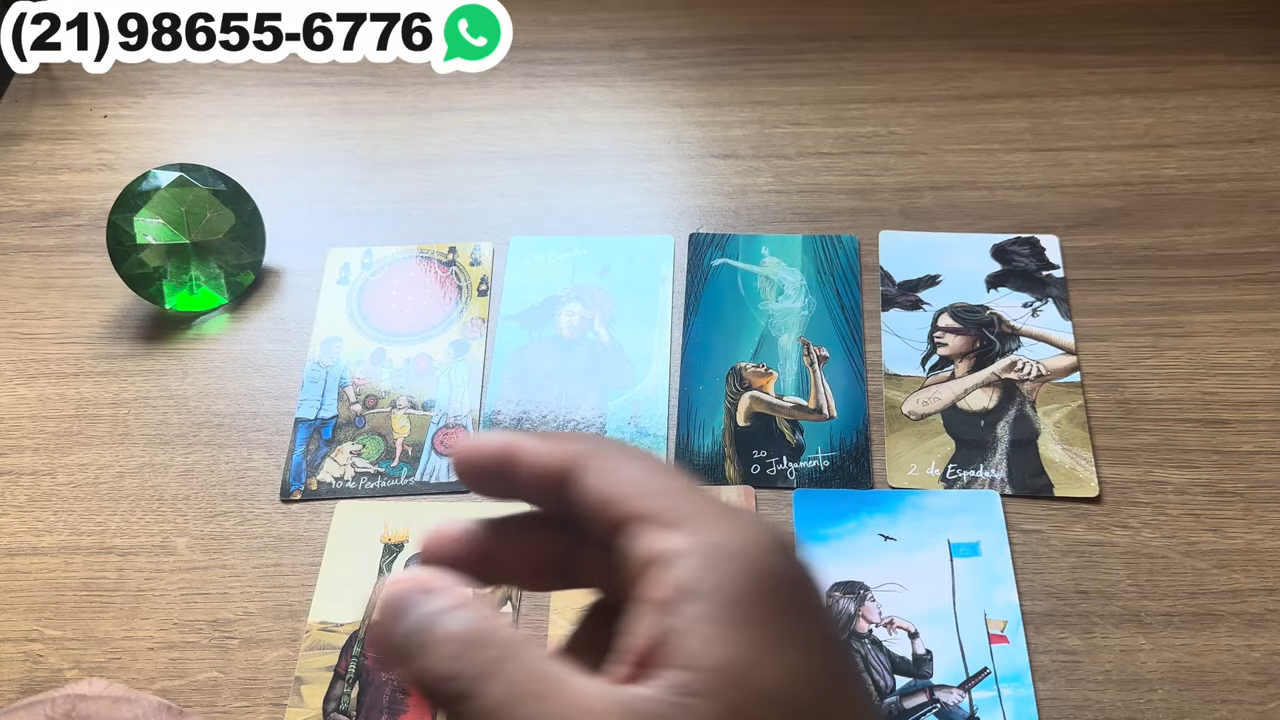 (21)98655-6776
10 de Pentáculos
20
O Julgamento
2 de Espadas